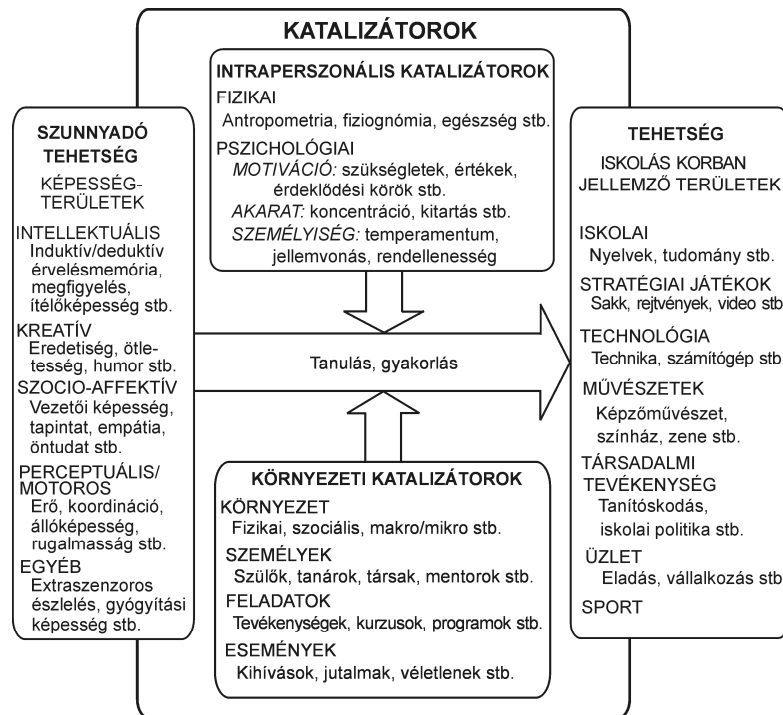 KATALIZÁTOROK
INTRAPERSZONÁLIS KATALIZÁTOROK
FIZIKAI
Antropometria, fiziognómia, egészség stb.
PSZICHOLÓGIAI
MOTIVÁCIÓ: szükségletek, értékek,
érdeklődési körök stb.
AKARAT: koncentráció, kitartás stb.
SZEMÉLYISÉG: temperamentum,
jellemvonás, rendellenesség
SZUNNYADÓ
TEHETSÉG
KÉPESSÉG-
TERÜLETEK
INTELLEKTUÁLIS
Induktív/deduktív
érvelésmemória,
megfigyelés,
ítélőképesség stb.
KREATÍV
Eredetiség, ötle-
tesség, humor stb.
SZOCIO-AFFEKTÍV
Vezetői képesség,
tapintat, empátia,
öntudat stb.
PERCEPTUÁLIS/
MOTOROS
Erő, koordináció,
állóképesség,
rugalmasság stb.
EGYÉB
Extraszenzoros
észlelés, gyógyítási
képesség stb.
Tanulás, gyakorlás
KÖRNYEZETI KATALIZÁTOROK
KÖRNYEZET
Fizikai, szociális, makro/mikro stb.
SZEMÉLYEK
Szülők, tanárok, társak, mentorok stb.
FELADATOK
Tevékenységek, kurzusok, programok stb.
ESEMÉNYEK
Kihívások, jutalmak, véletlenek stb.
TEHETSÉG
ISKOLÁS KORBAN
JELLEMZŐ TERÜLETEK
ISKOLAI
Nyelvek, tudomány stb.
STRATÉGIAI JÁTÉKOK
Sakk, rejtvények, video stb
TECHNOLÓGIA
Technika, számítógép stb.
MŰVÉSZETEK
Képzőművészet,
színház, zene stb.
TÁRSADALMI
TEVÉKENYSÉG
Tanítóskodás,
iskolai politika stb.
ÜZLET
Eladás, vállalkozás stb
SPORT